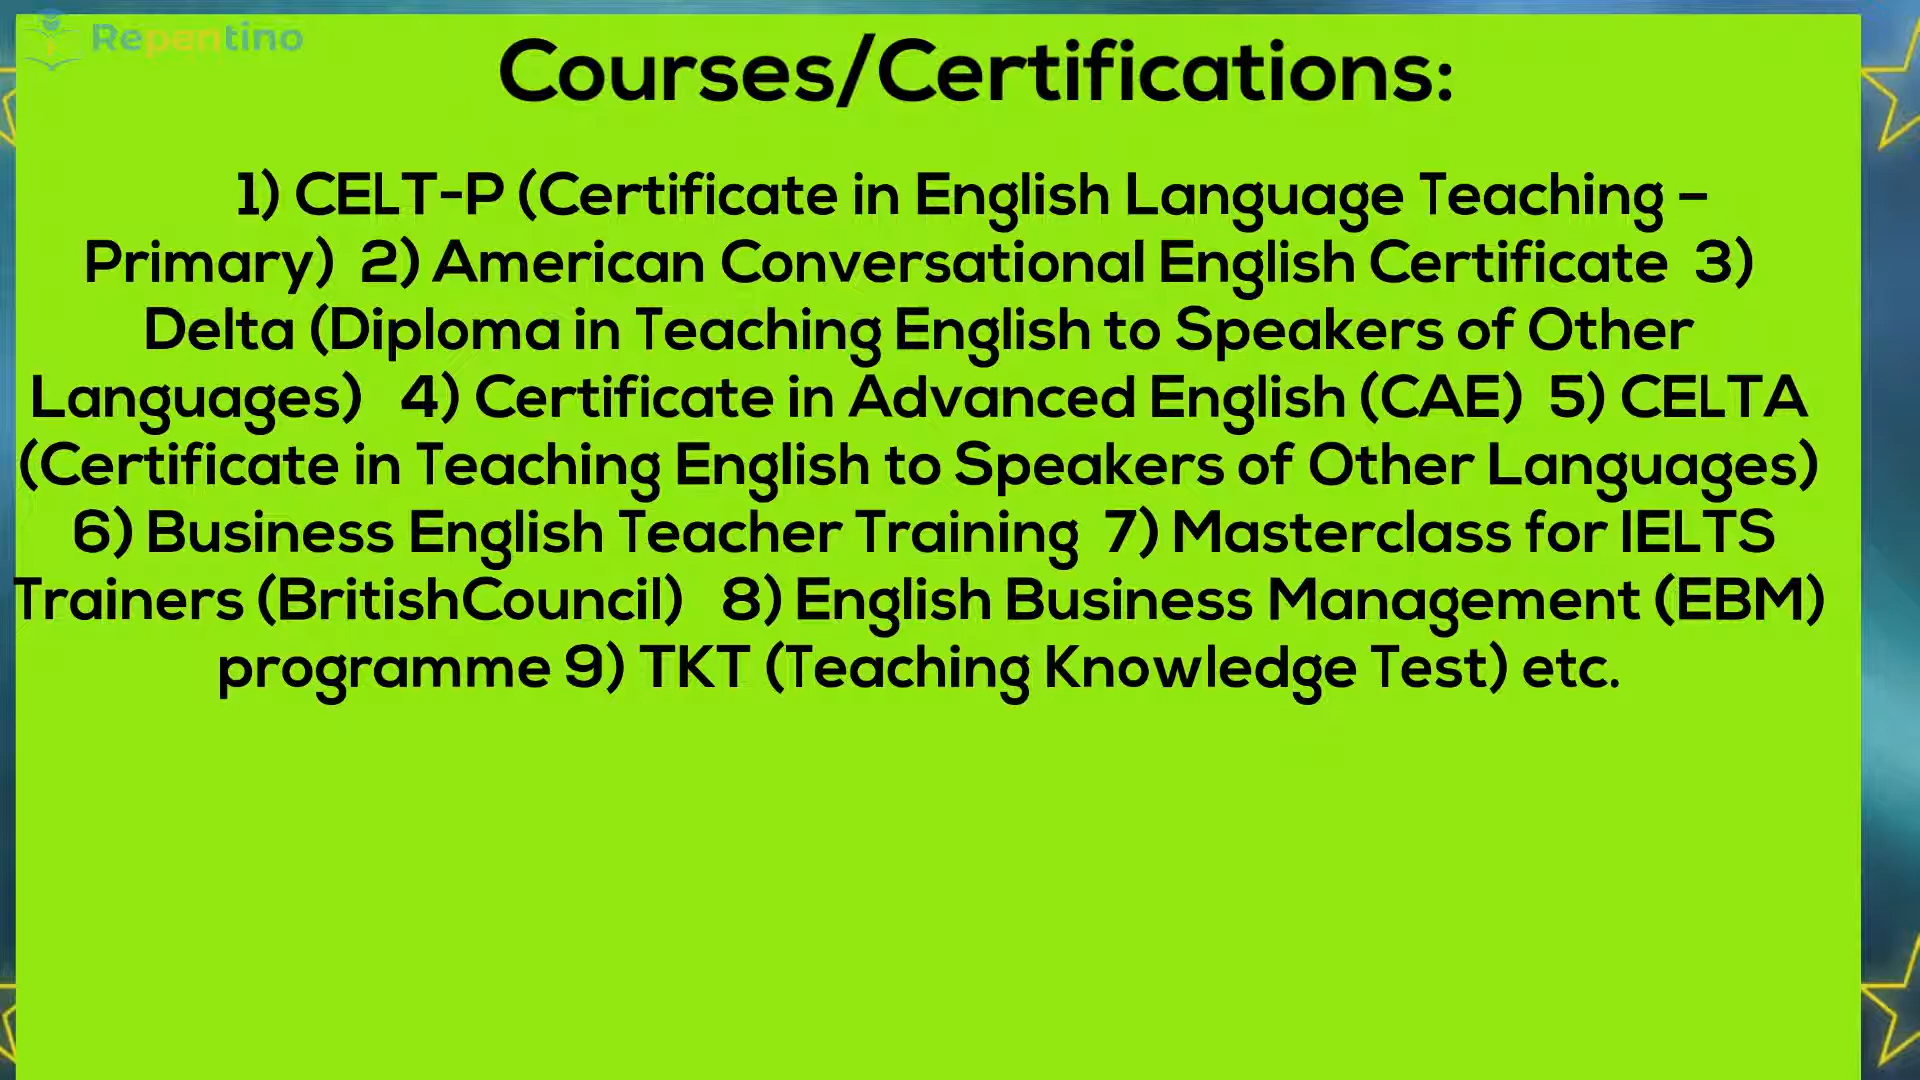 Repentino
Courses/Certifications:
1) CELT-P (Certificate in English Language Teaching –
Primary) 2) American Conversational English Certificate 3)
Delta (Diploma in Teaching English to Speakers of Other
Languages) 4) Certificate in Advanced English (CAE) 5) CELTA
(Certificate in Teaching English to Speakers of Other Languages)
6) Business English Teacher Training 7) Masterclass for IELTS
Trainers (BritishCouncil) 8) English Business Management (EBM)
programme 9) TKT (Teaching Knowledge Test) etc.